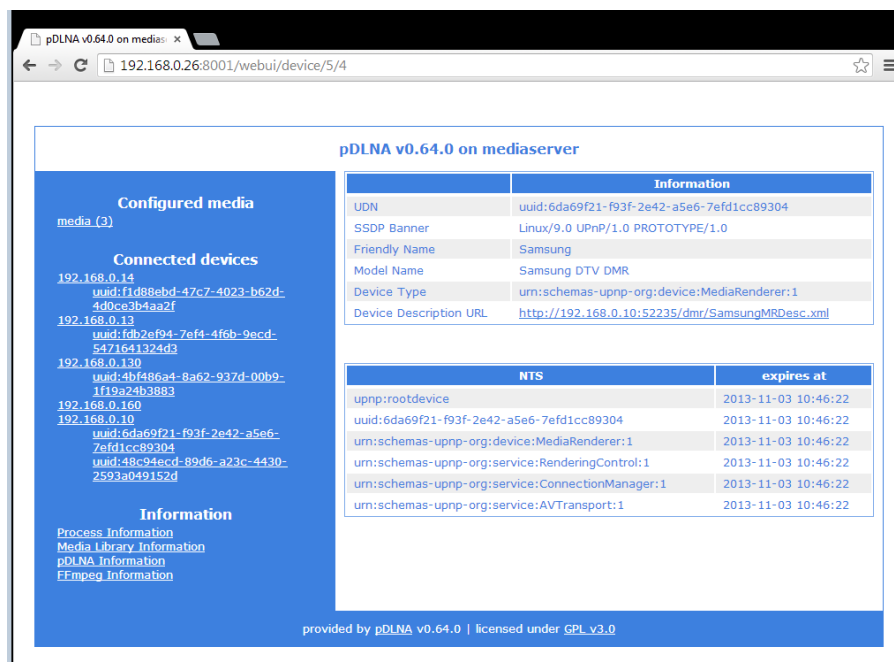 pDLNA v0.64.0 on medias
192.168.0.26:8001/webui/device/5/4
pDLNA v0.64.0 on mediaserver
Configured media
media (3)
Connected devices
192.168.0.14
uuid:f1d88ebd-47c7-4023-b62d-
4d0ce3b4aa2f
192.168.0.13
uuid:fdb2ef94-7ef4-4f6b-9ecd-
5471641324d3
192.168.0.130
uuid:4bf486a4-8a62-937d-00b9-
1f19a24b3883
192.168.0.160
192.168.0.10
uuid:6da69f21-f93f-2e42-a5e6-
7efd1cc89304
uuid:48c94ecd-89d6-a23c-4430-
2593a049152d
Information
Process Information
Media Library Information
pDLNA Information
FFmpeg Information
Information
UDN uuid:6da69f21-f93f-2e42-a5e6-7efd1cc89304
SSDP Banner Linux/9.0 UPnP/1.0 PROTOTYPE/1.0
Friendly Name Samsung
Model Name Samsung DTV DMR
Device Type urn:schemas-upnp-org:device:MediaRenderer:1
Device Description URL http://192.168.0.10:52235/dmr/SamsungMRDesc.xml
NTS expires at
upnp:rootdevice 2013-11-03 10:46:22
uuid:6da69f21-f93f-2e42-a5e6-7efd1cc89304 2013-11-03 10:46:22
urn:schemas-upnp-org:device:MediaRenderer:1 2013-11-03 10:46:22
urn:schemas-upnp-org:service:RenderingControl:1 2013-11-03 10:46:22
urn:schemas-upnp-org:service:ConnectionManager:1 2013-11-03 10:46:22
urn:schemas-upnp-org:service:AVTransport:1 2013-11-03 10:46:22
provided by pDLNA v0.64.0 | licensed under GPL v3.0